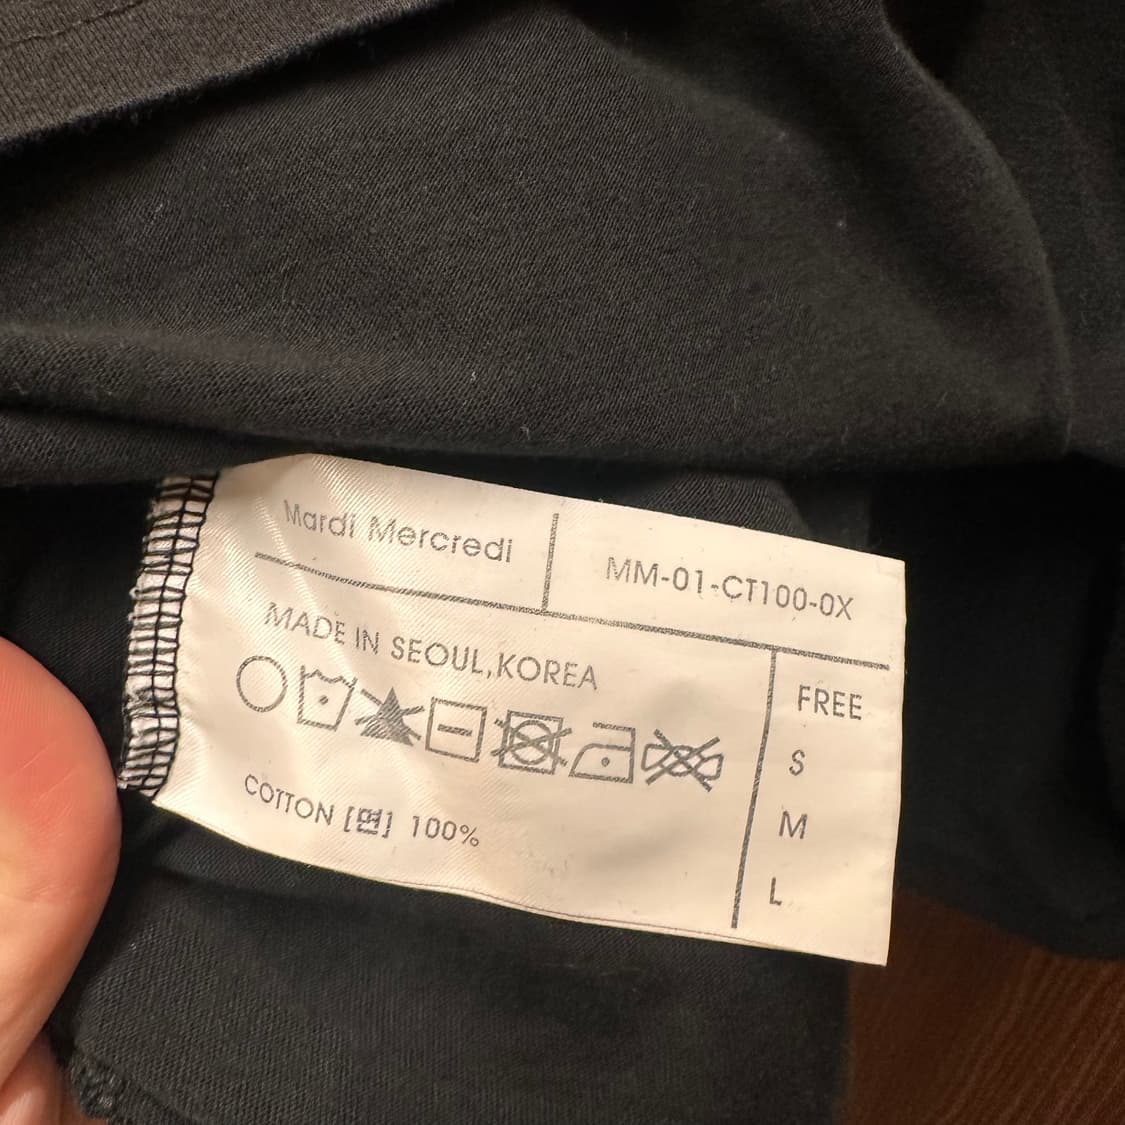 Mardi Mercredi
MM-01-CT100-0X
MADE IN SEOUL,KOREA
COTTON [면] 100%
FREE
S
M
L